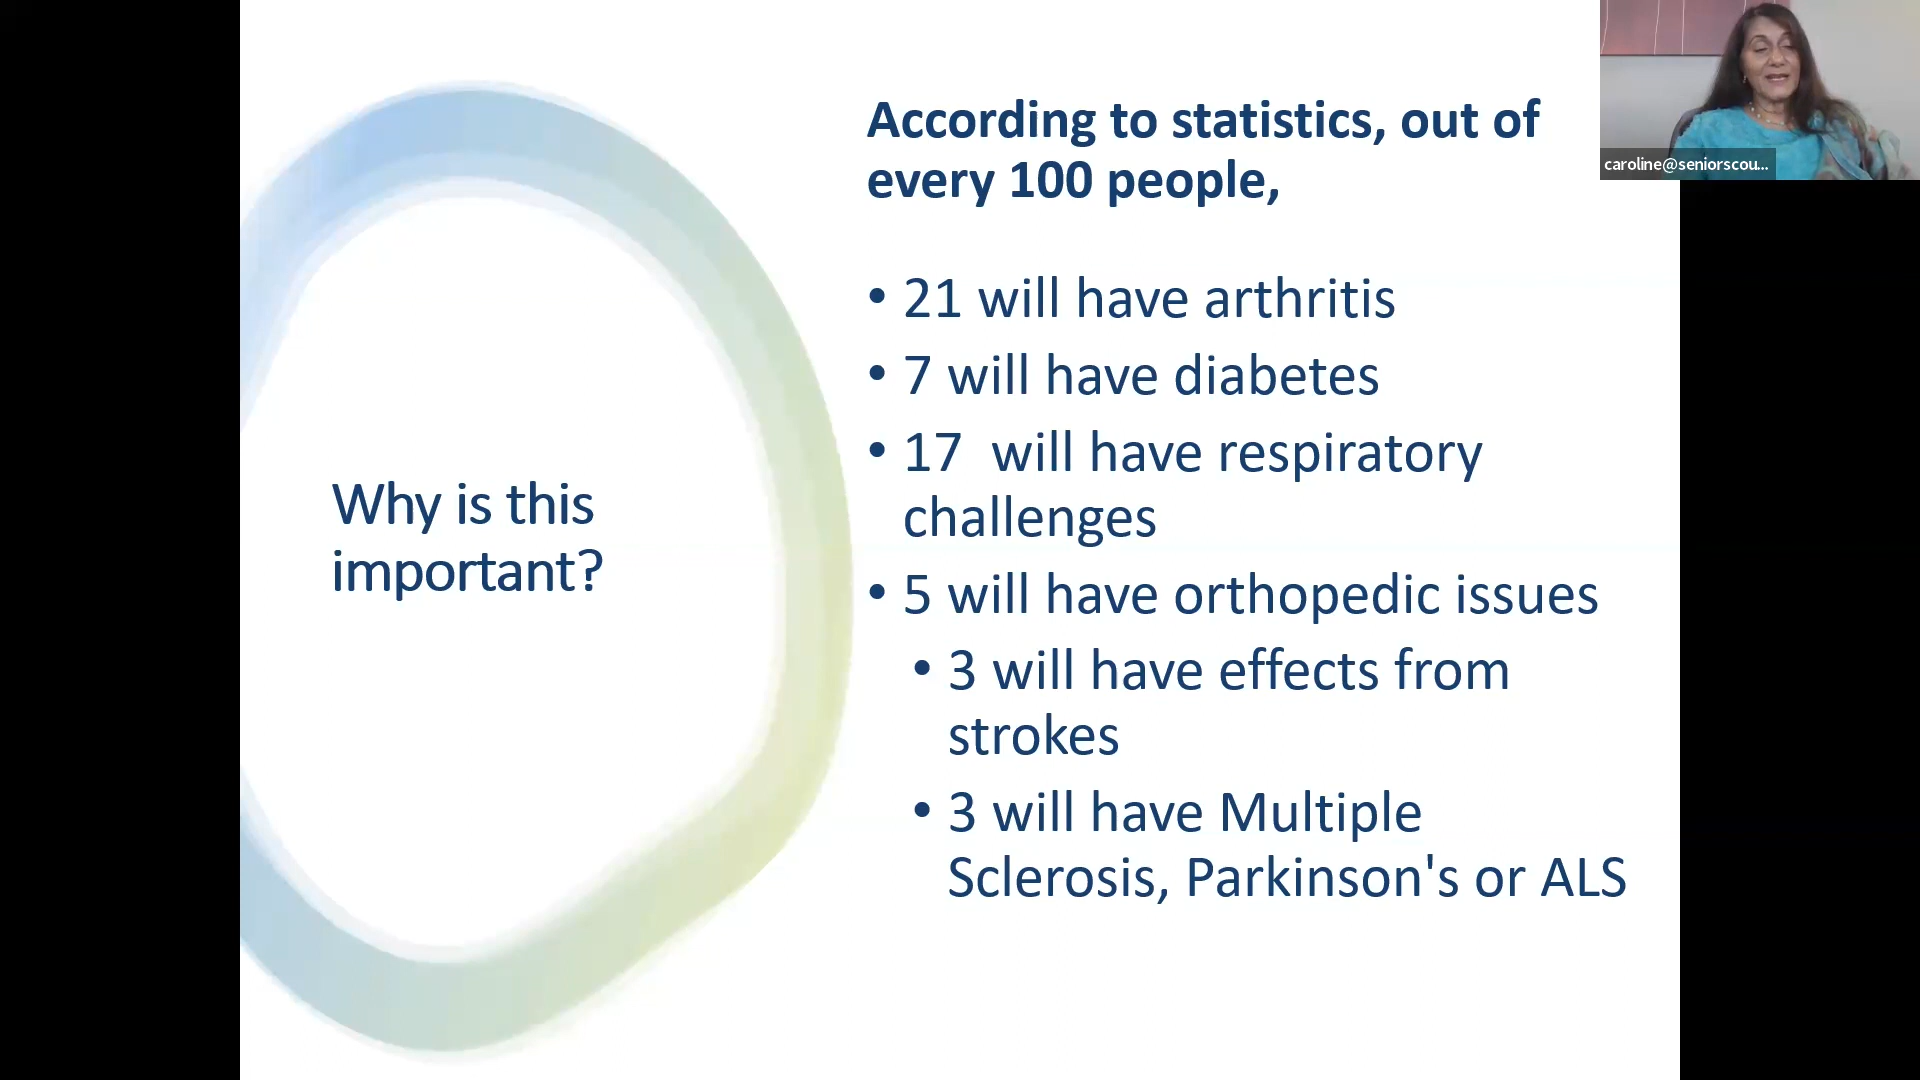 According to statistics, out of
every 100 people,
• 21 will have arthritis
• 7 will have diabetes
• 17  will have respiratory
challenges
• 5 will have orthopedic issues
• 3 will have effects from
strokes
• 3 will have Multiple
Sclerosis, Parkinson's or ALS
Why is this
important?
caroline@seniorscou...